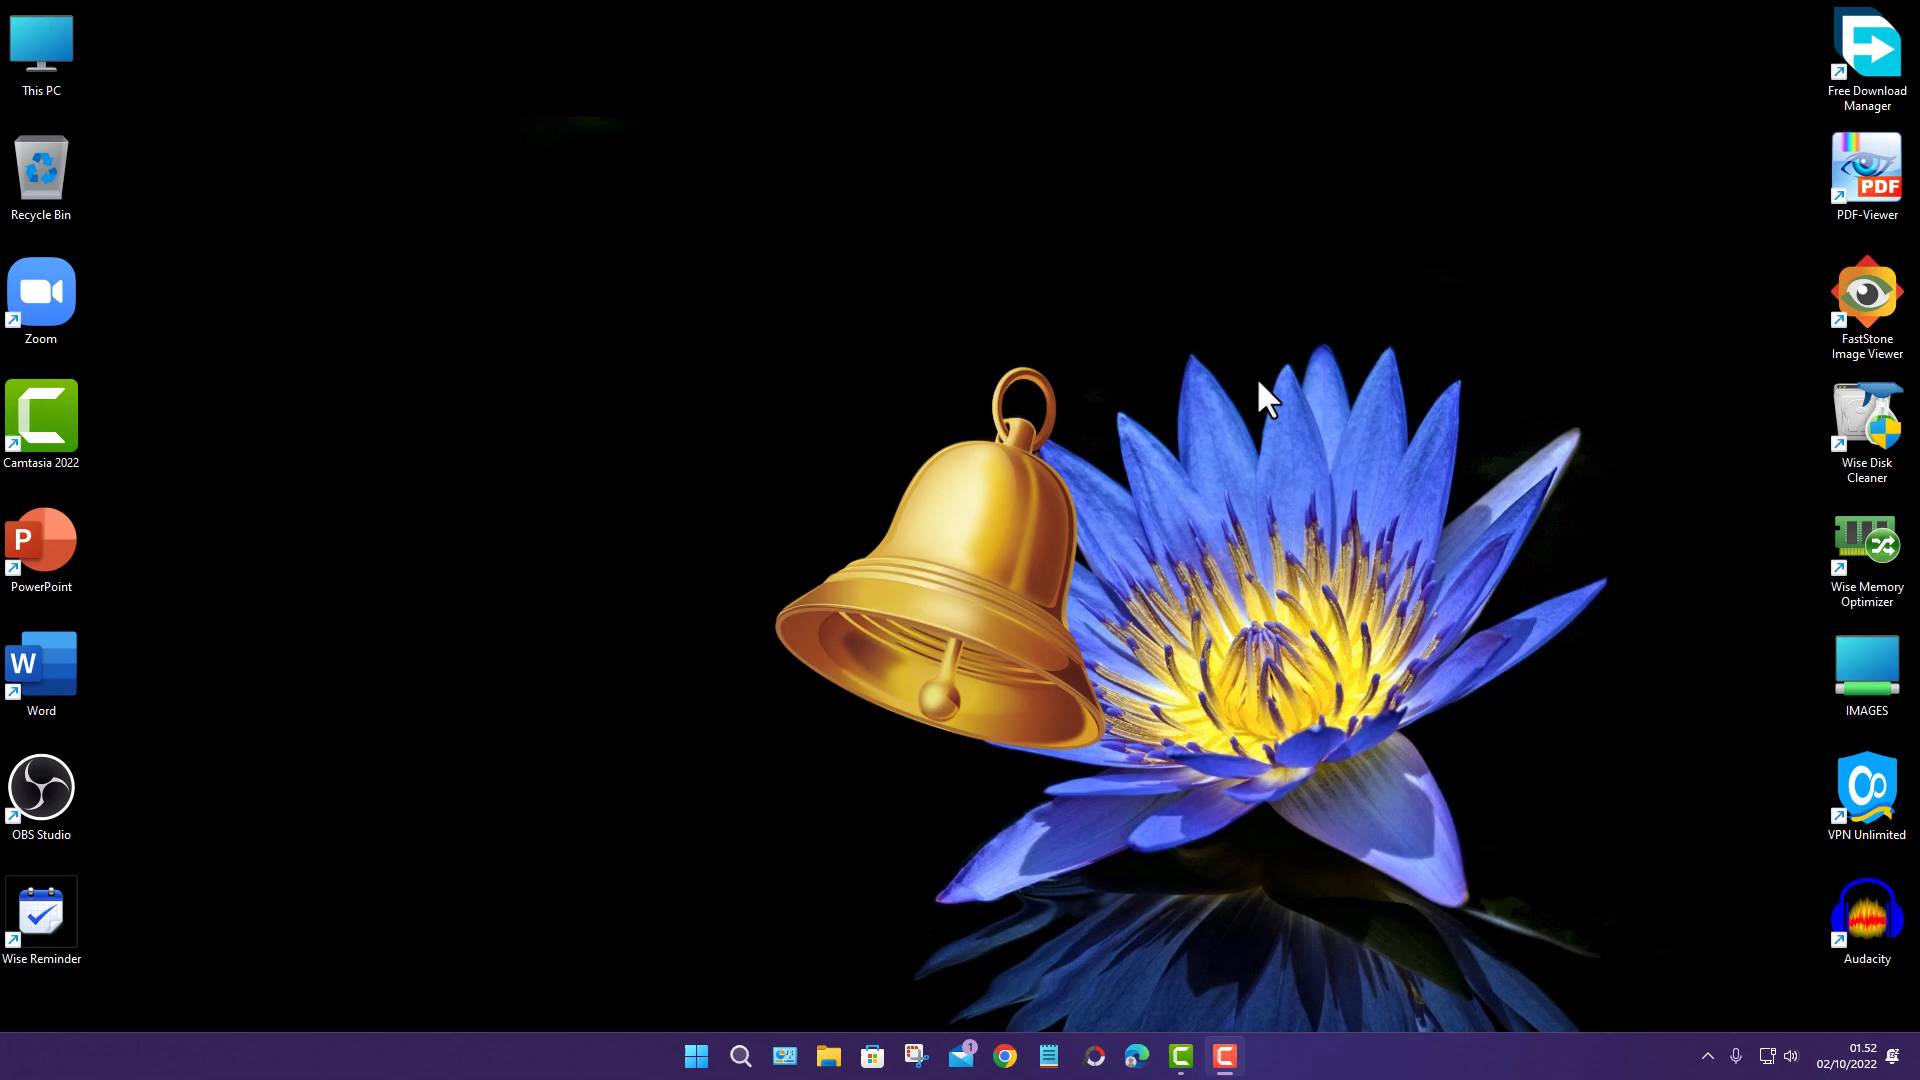 This PC
Recycle Bin
Zoom
Camtasia 2022
P
PowerPoint
W
Word
OBS Studio
Wise Reminder
Free Download
Manager
PDF
PDF-Viewer
FastStone
Image Viewer
Wise Disk
Cleaner
Wise Memory
Optimizer
IMAGES
VPN Unlimited
Audacity
1
01.52
02/10/2022